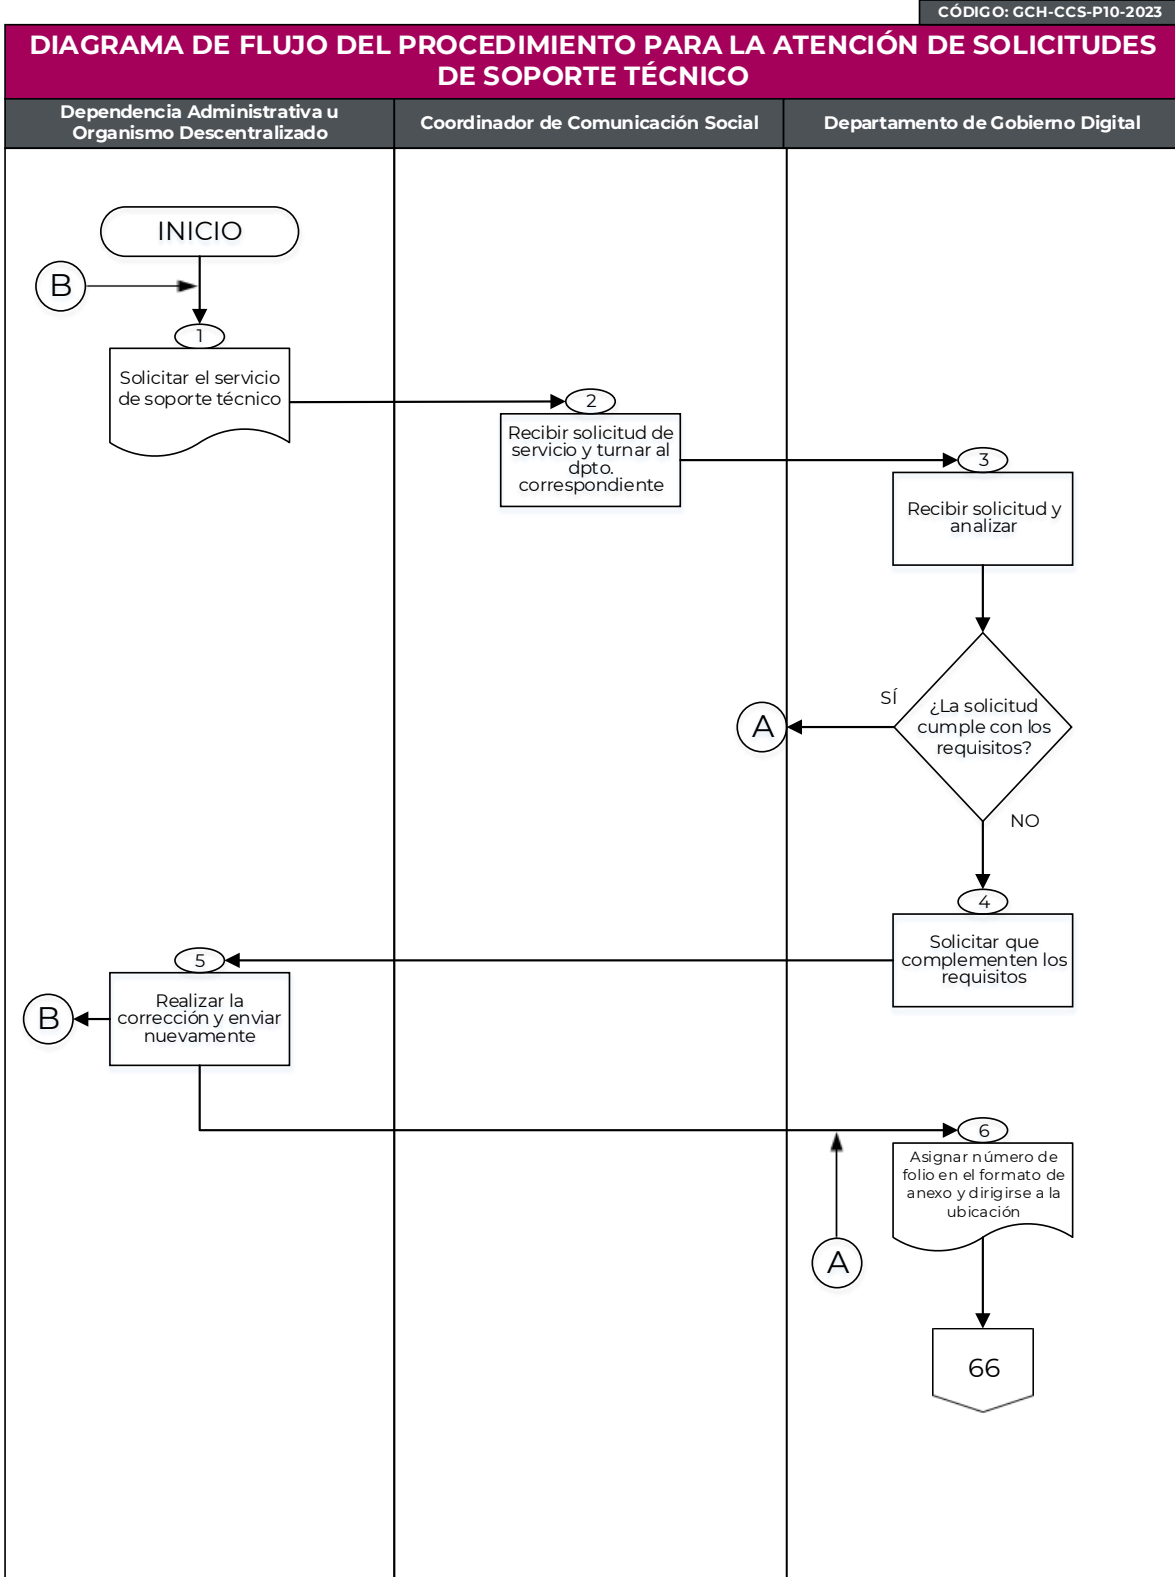 CÓDIGO: GCH-CCS-P10-2023
DIAGRAMA DE FLUJO DEL PROCEDIMIENTO PARA LA ATENCIÓN DE SOLICITUDES
DE SOPORTE TÉCNICO
Dependencia Administrativa u
Organismo Descentralizado
Coordinador de Comunicación Social
Departamento de Gobierno Digital
INICIO
B
1
Solicitar el servicio
de soporte técnico
2
Recibir solicitud de
servicio y turnar al
dpto.
correspondiente
3
Recibir solicitud y
analizar
SÍ
¿La solicitud
cumple con los
requisitos?
A
NO
4
Solicitar que
complementen los
requisitos
5
Realizar la
corrección y enviar
nuevamente
B
6
Asignar número de
folio en el formato de
anexo y dirigirse a la
ubicación
A
66